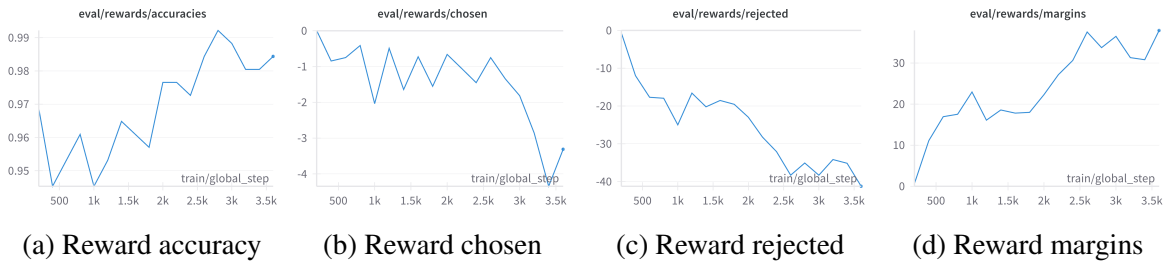 eval/rewards/accuracies
0.99
0.98
0.97
0.96
0.95
train/global_step
500 1k 1.5k 2k 2.5k 3k 3.5k
(a) Reward accuracy
eval/rewards/chosen
0
-1
-2
-3
-4
train/global_step
500 1k 1.5k 2k 2.5k 3k 3.5k
(b) Reward chosen
eval/rewards/rejected
0
-10
-20
-30
-40
train/global_step
500 1k 1.5k 2k 2.5k 3k 3.5k
(c) Reward rejected
eval/rewards/margins
30
20
10
0
train/global_step
500 1k 1.5k 2k 2.5k 3k 3.5k
(d) Reward margins